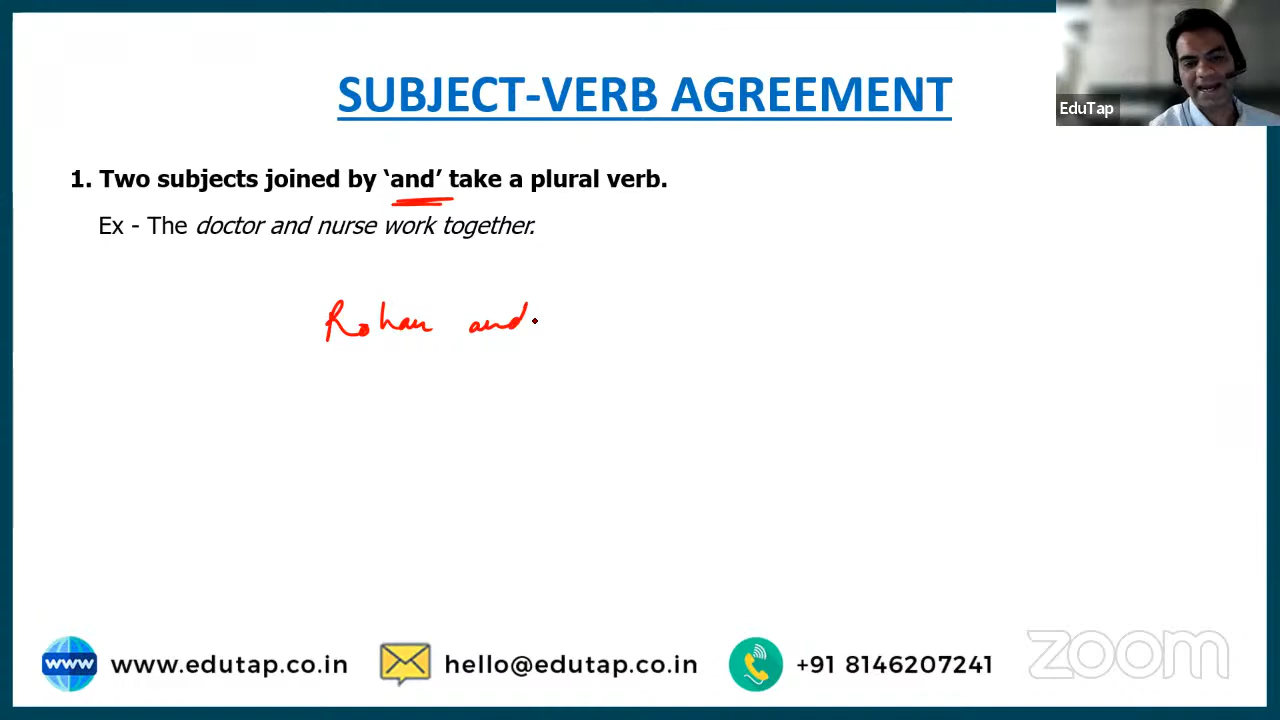 SUBJECT-VERB AGREEMENT
EduTap
1. Two subjects joined by ‘and’ take a plural verb.
Ex - The doctor and nurse work together.
Rohan and
www www.edutap.co.in hello@edutap.co.in +91 8146207241 zoom